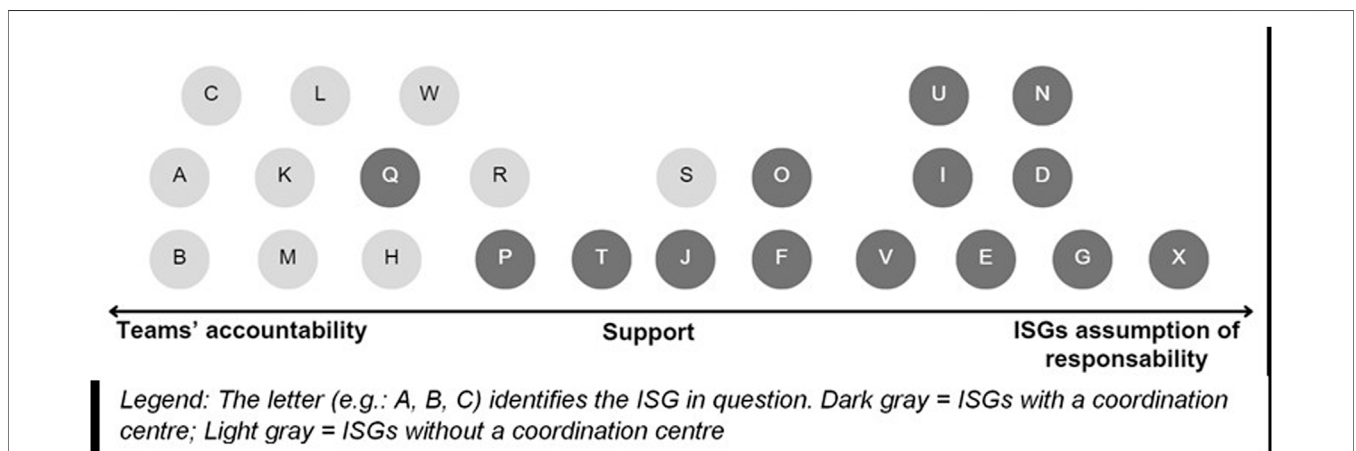 C L W U N
A K Q R S O I D
B M H P T J F V E G X
Teams’ accountability Support ISGs assumption of
responsability
Legend: The letter (e.g.: A, B, C) identifies the ISG in question. Dark gray = ISGs with a coordination
centre; Light gray = ISGs without a coordination centre